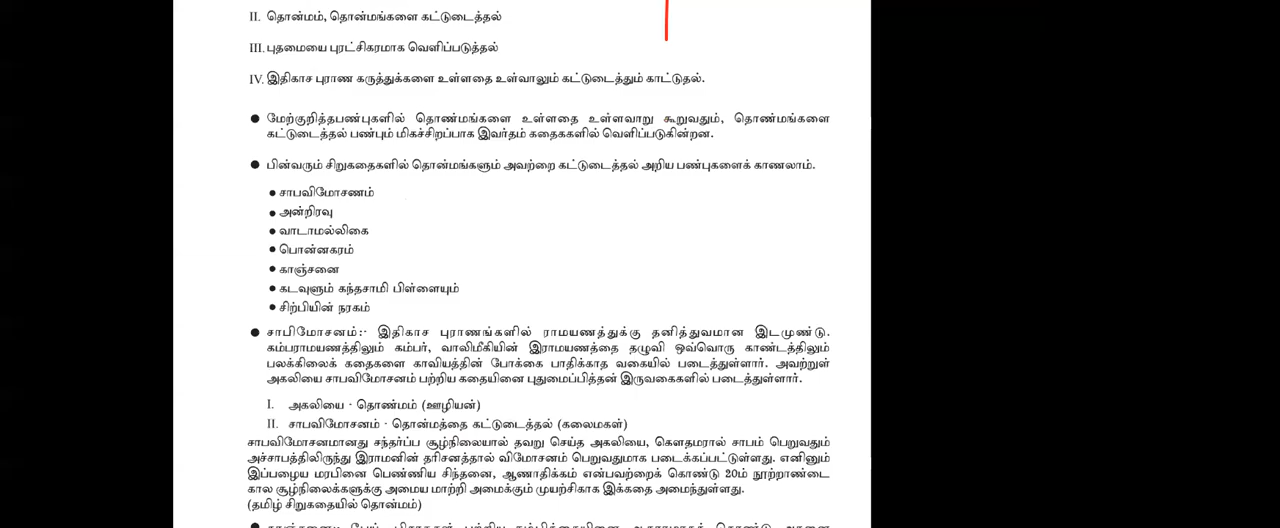 II. தொன்மம், தொன்மங்களை கட்டுடைத்தல்
III. புதமையை புரட்சிகரமாக வெளிப்படுத்தல்
IV. இதிகாச புராண கருத்துக்களை உள்ளதை உள்வாலும் கட்டுடைத்தும் காட்டுதல்.
● மேற்குறித்தபண்புகளில் தொண்மங்களை உள்ளதை உள்ளவாறு கூறுவதும், தொண்மங்களை
கட்டுடைத்தல் பண்பும் மிகச்சிறப்பாக இவர்தம் கதைககளில் வெளிப்படுகின்றன.
● பின்வரும் சிறுகதைகளில் தொன்மங்களும் அவற்றை கட்டுடைத்தல் அறிய பண்புகளைக் காணலாம்.
● சாபவிமோசணம்
● அன்றிரவு
● வாடாமல்லிகை
● பொன்னகரம்
● காஞ்சனை
● கடவுளும் கந்தசாமி பிள்ளையும்
● சிற்பியின் நரகம்
● சாபிமோசனம்:- இதிகாச புராணங்களில் ராமயணத்துக்கு தனித்துவமான இடமுண்டு.
கம்பராமயணத்திலும் கம்பர், வாலிமீகியின் இராமயணத்தை தழுவி ஒவ்வொரு காண்டத்திலும்
பலக்கிலைக் கதைகளை காவியத்தின் போக்கை பாதிக்காத வகையில் படைத்துள்ளார். அவற்றுள்
அகலியை சாபவிமோசனம் பற்றிய கதையினை புதுமைப்பித்தன் இருவகைகளில் படைத்துள்ளார்.
I. அகலியை - தொண்மம் (ஊழியன்)
II. சாபவிமோசனம் - தொன்மத்தை கட்டுடைத்தல் (கலைமகள்)
சாபவிமோசனமானது சந்தர்ப்ப சூழ்நிலையால் தவறு செய்த அகலியை, கௌதமரால் சாபம் பெறுவதும்
அச்சாபத்திலிருந்து இராமனின் தரிசனத்தால் விமோசனம் பெறுவதுமாக படைக்கப்பட்டுள்ளது. எனினும்
இப்பழைய மரபினை பெண்ணிய சிந்தனை, ஆணாதிக்கம் என்பவற்றைக் கொண்டு 20ம் நூற்றாண்டை
கால சூழ்நிலைக்களுக்கு அமைய மாற்றி அமைக்கும் முயற்சிகாக இக்கதை அமைந்துள்ளது.
(தமிழ் சிறுகதையில் தொன்மம்)